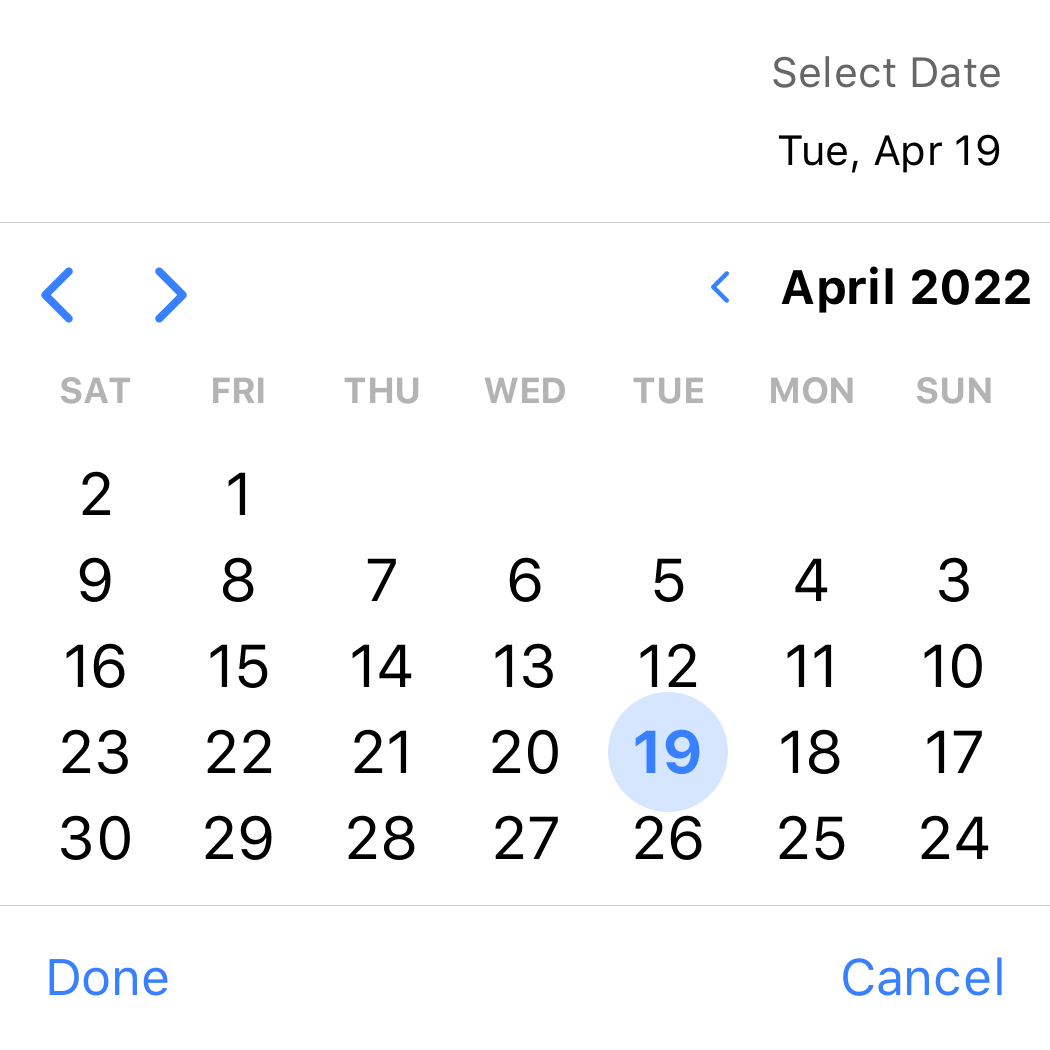 Select Date
Tue, Apr 19
April 2022
SUN MON TUE WED THU FRI SAT
1 2
3 4 5 6 7 8 9
10 11 12 13 14 15 16
17 18 19 20 21 22 23
24 25 26 27 28 29 30
Cancel Done